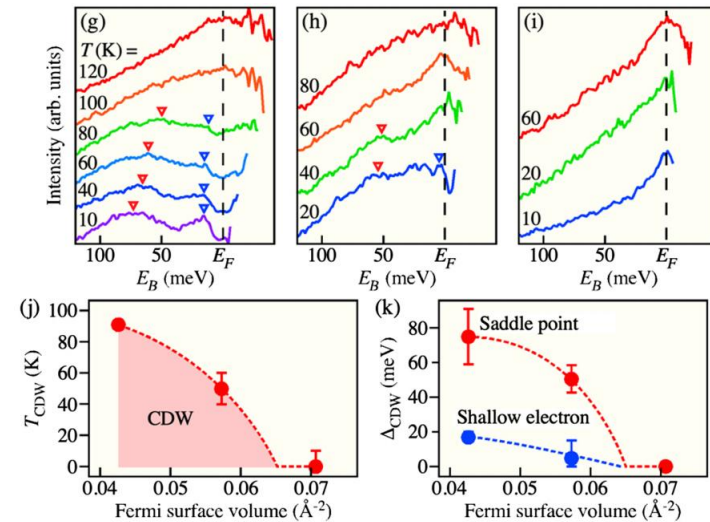 (g)
T (K) =
120
100
80
60
40
10
100
50
E_F
E_B (meV)
Intensity (arb. units)
(h)
80
60
40
20
100
50
E_F
E_B (meV)
(i)
60
20
10
100
50
E_F
E_B (meV)
(j)
100
80
60
40
20
0
T_CDW (K)
CDW
0.04
0.05
0.06
0.07
Fermi surface volume (Å⁻²)
(k)
80
60
40
20
0
Δ_CDW (meV)
Saddle point
Shallow electron
0.04
0.05
0.06
0.07
Fermi surface volume (Å⁻²)